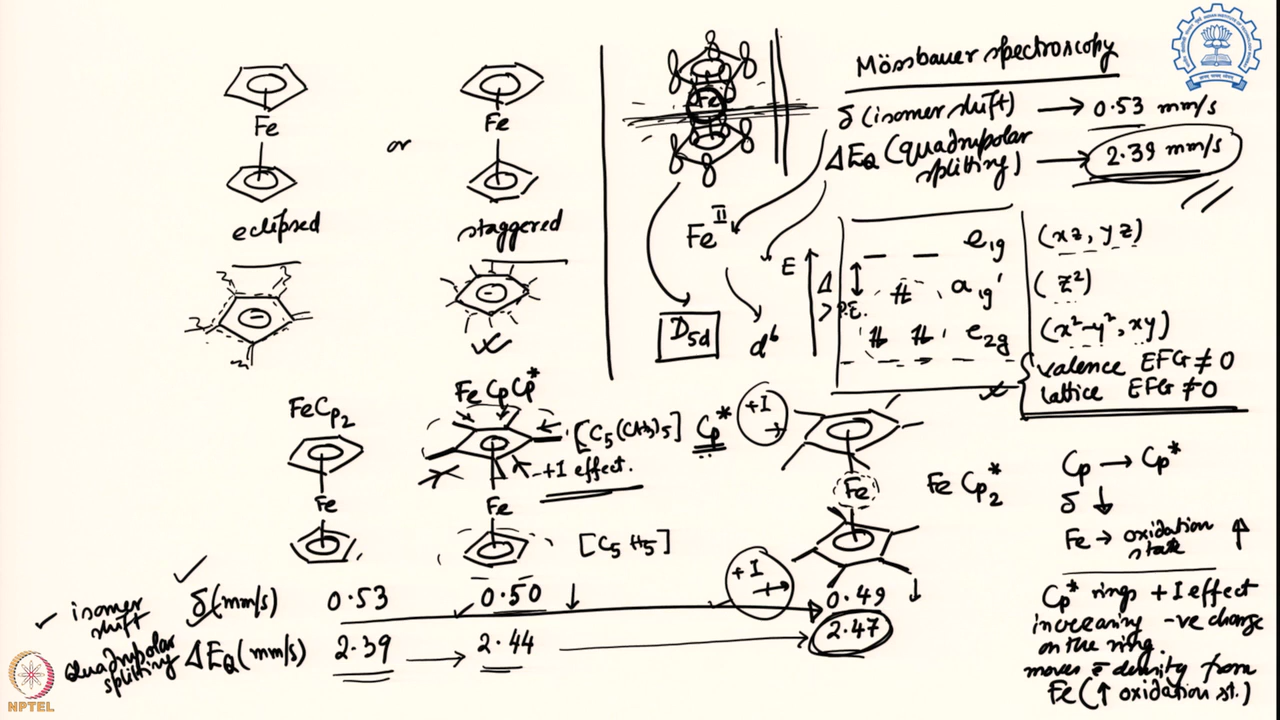 Fe
eclipsed
or
Fe
staggered
Fe
Fe II
D5d
d6
Mössbauer spectroscopy
δ (isomer shift) → 0.53 mm/s
ΔEQ (quadrupolar splitting) → 2.39 mm/s
E
Δ > P.E.
e1g (xz, yz)
a1g' (z²)
e2g (x²-y², xy)
valence EFG ≠ 0
lattice EFG ≠ 0
FeCp2
Fe
FeCpCp*
[C5(CH3)5] Cp*
+I effect.
Fe
[C5H5]
+I
Fe
FeCp2*
+I
isomer shift δ(mm/s) 0.53 0.50 ↓ 0.49 ↓
Quadrupolar splitting ΔEQ (mm/s) 2.39 → 2.44 → 2.47
Cp → Cp*
δ ↓
Fe → oxidation state ↑
Cp* rings +I effect
increasing -ve charge
on the ring.
moves e density from
Fe (↑ oxidation st.)
NPTEL